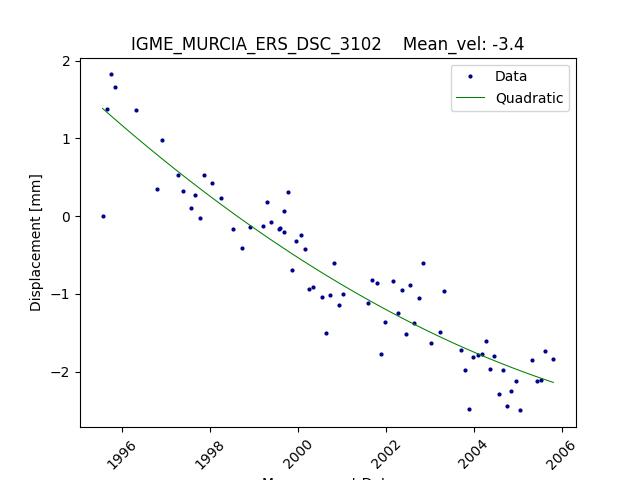 IGME_MURCIA_ERS_DSC_3102    Mean_vel: -3.4
Data
Quadratic
Displacement [mm]
2
1
0
−1
−2
1996
1998
2000
2002
2004
2006